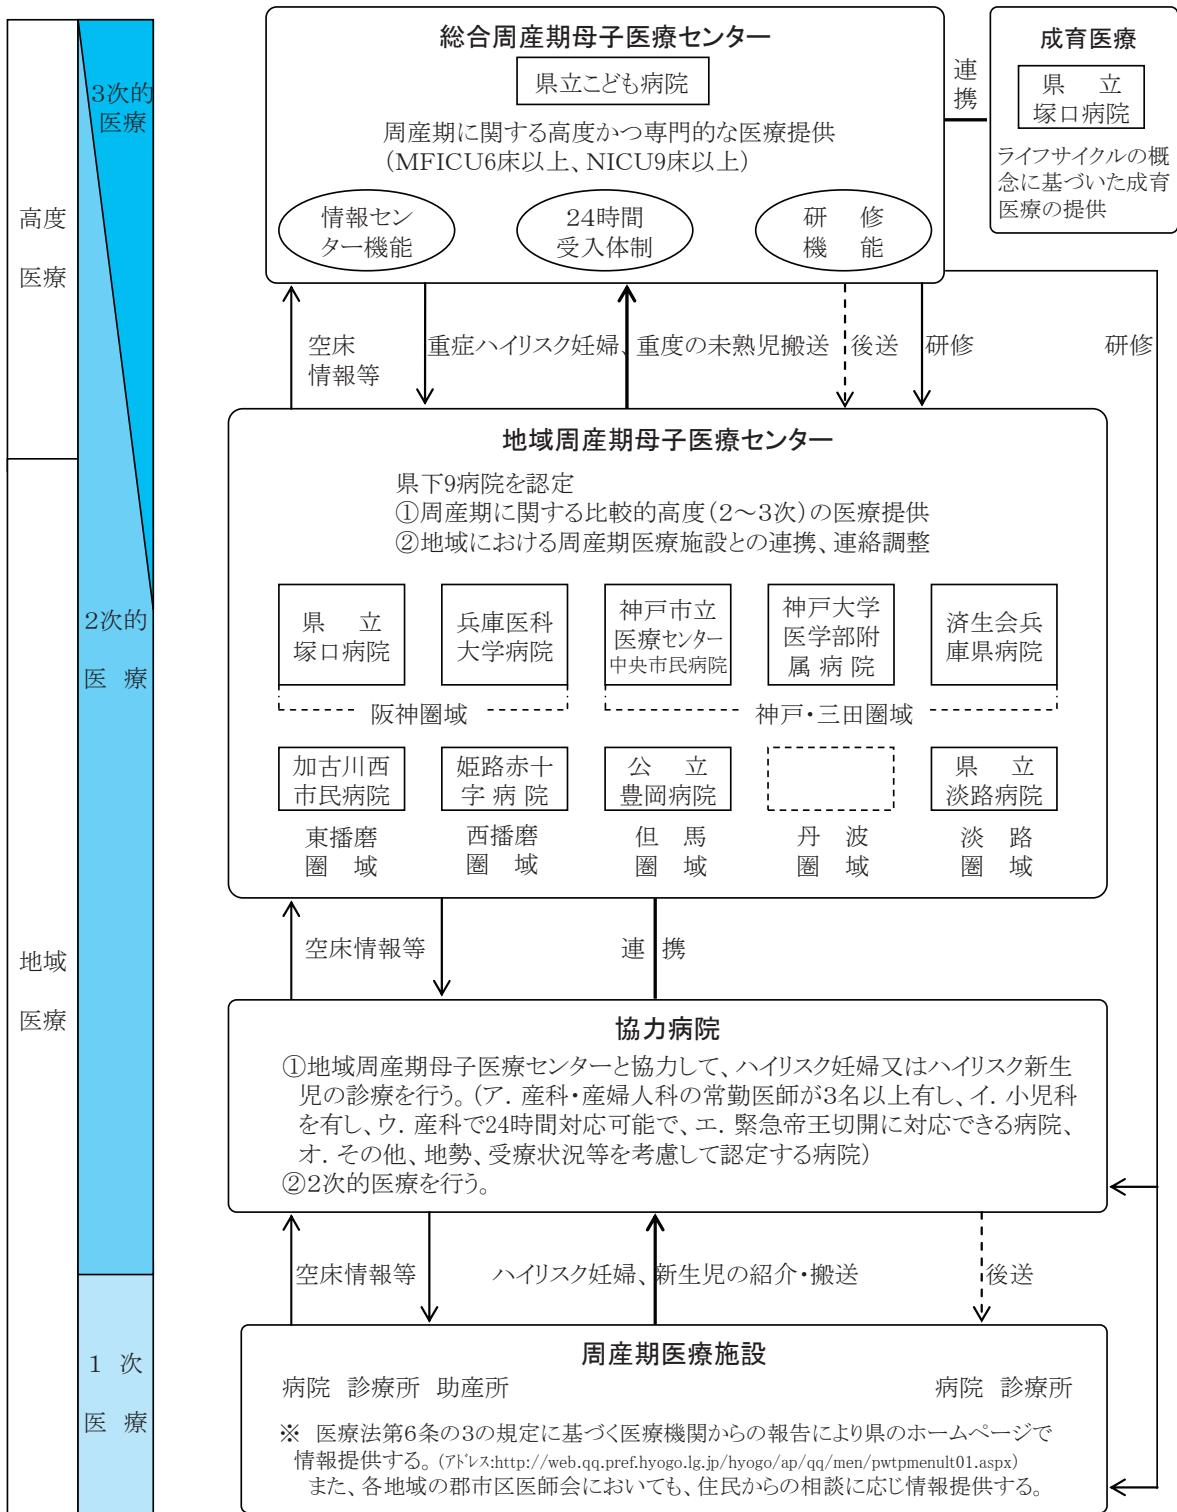 総合周産期母子医療センター
県立こども病院
周産期に関する高度かつ専門的な医療提供
(MFICU6床以上、NICU9床以上)
情報セン
ター機能
24時間
受入体制
研　修
機　能
連
携
成育医療
県　立
塚口病院
ライフサイクルの概
念に基づいた成育
医療の提供
3次的
医療
高度
医療
空床
情報等
重症ハイリスク妊婦、重度の未熟児搬送
後送
研修
研修
地域周産期母子医療センター
県下9病院を認定
①周産期に関する比較的高度(2～3次)の医療提供
②地域における周産期医療施設との連携、連絡調整
2次的
医 療
県　立
塚口病院
兵庫医科
大学病院
神戸市立
医療センター
中央市民病院
神戸大学
医学部附
属 病 院
済生会兵
庫県病院
阪神圏域
神戸・三田圏域
加古川西
市民病院
姫路赤十
字 病 院
公　立
豊岡病院
県　立
淡路病院
東播磨
圏　域
西播磨
圏　域
但　馬
圏　域
丹　波
圏　域
淡　路
圏　域
地域
医療
空床情報等
連　携
協力病院
①地域周産期母子医療センターと協力して、ハイリスク妊婦又はハイリスク新生
児の診療を行う。(ア．産科・産婦人科の常勤医師が3名以上有し、イ．小児科
を有し、ウ．産科で24時間対応可能で、エ．緊急帝王切開に対応できる病院、
オ．その他、地勢、受療状況等を考慮して認定する病院)
②2次的医療を行う。
空床情報等
ハイリスク妊婦、新生児の紹介・搬送
後送
1　次
医　療
周産期医療施設
病院 診療所 助産所
病院 診療所
※ 医療法第6条の3の規定に基づく医療機関からの報告により県のホームページで
情報提供する。(アドレス:http://web.qq.pref.hyogo.lg.jp/hyogo/ap/qq/men/pwtpmenult01.aspx)
また、各地域の郡市区医師会においても、住民からの相談に応じ情報提供する。